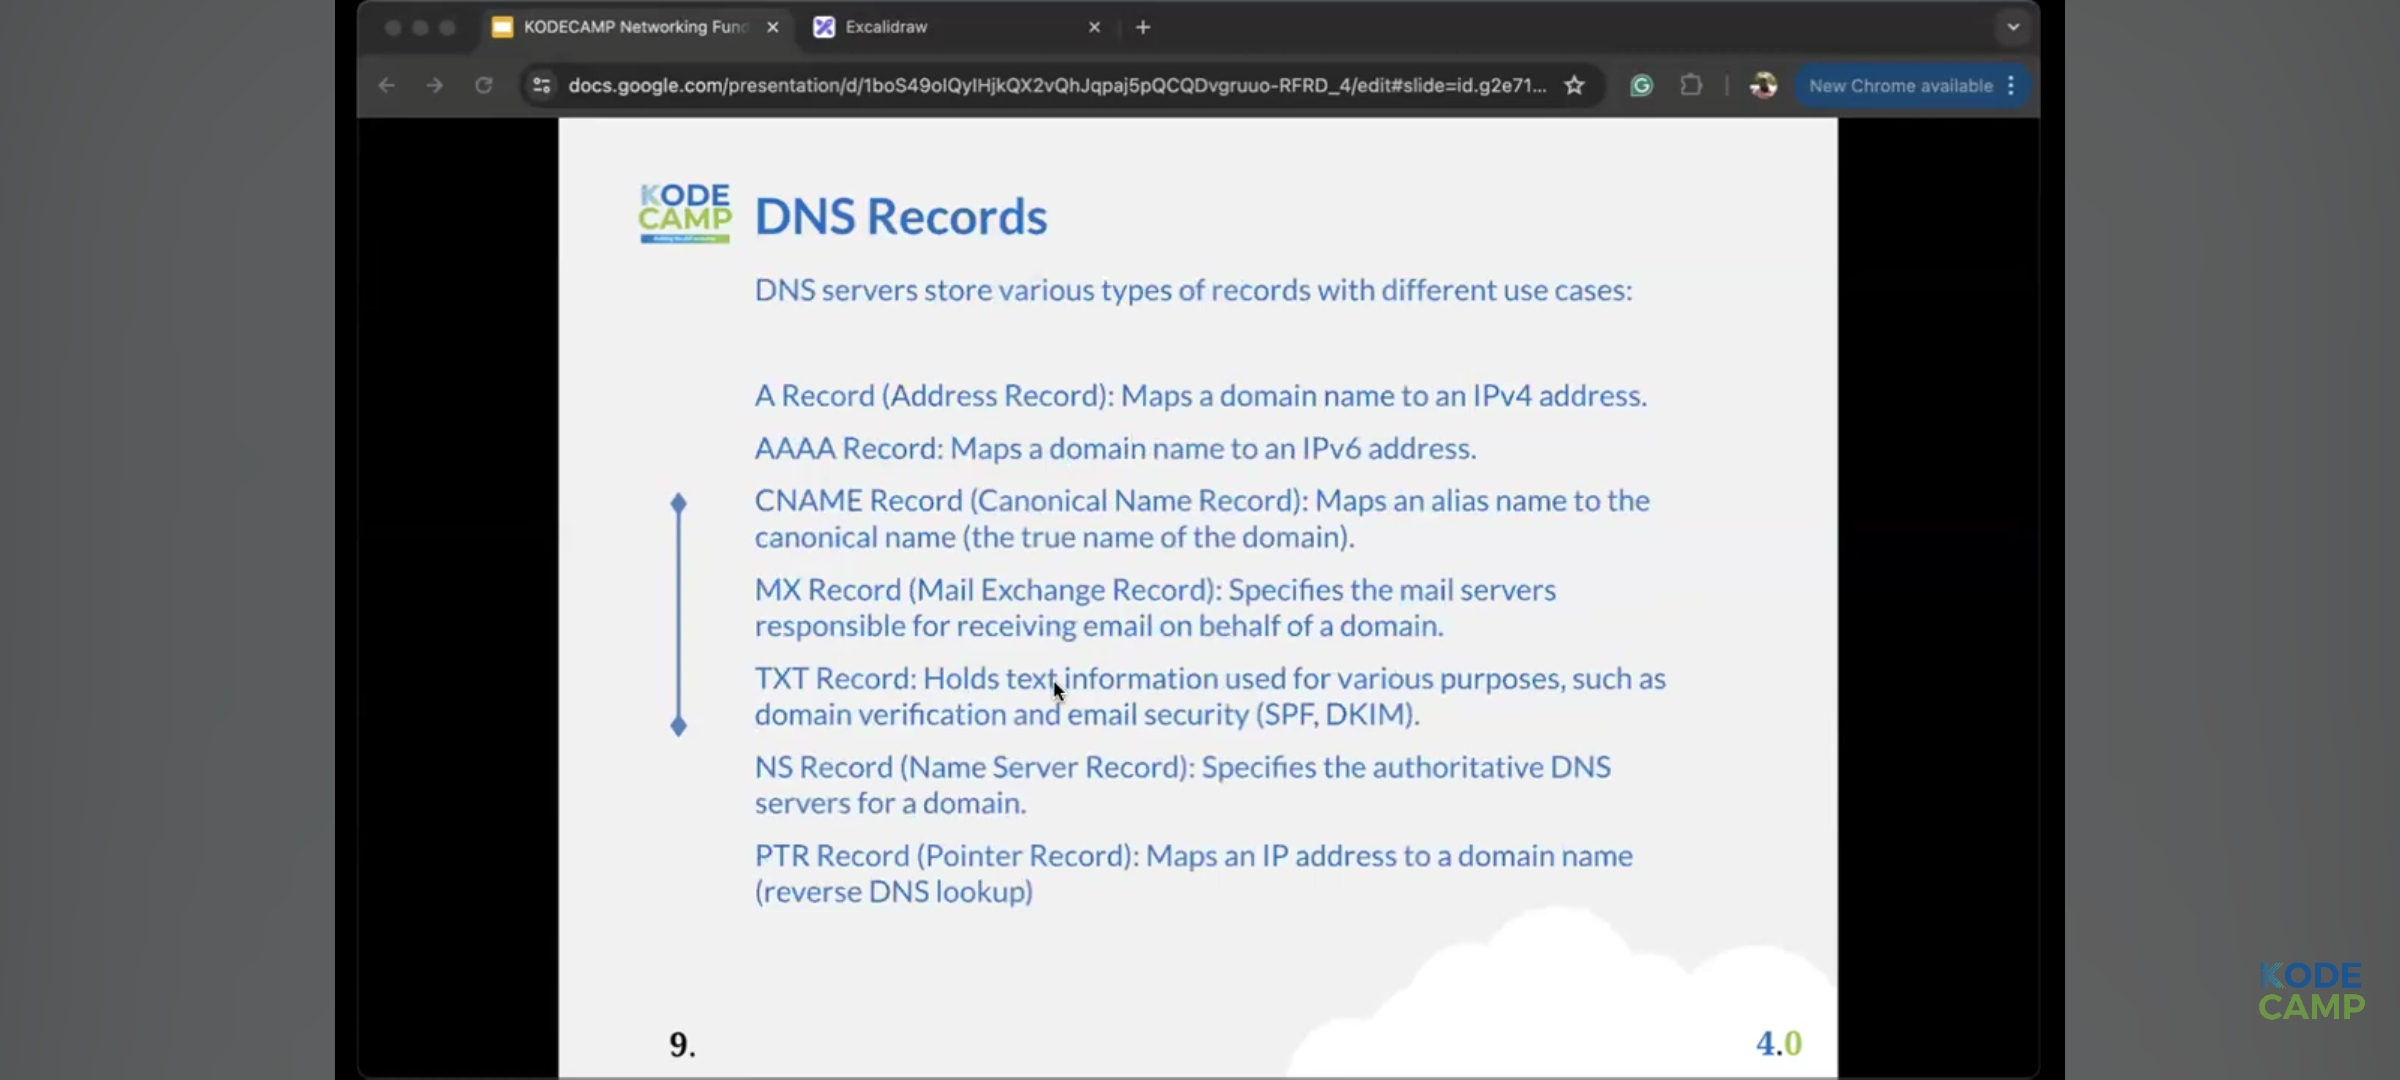 KODECAMP Networking Fund
Excalidraw
docs.google.com/presentation/d/1boS49olQyIHjkQX2vQhJqpaj5pQCQDvgruuo-RFRD_4/edit#slide=id.g2e71...
New Chrome available
KODE
CAMP
DNS Records
DNS servers store various types of records with different use cases:
A Record (Address Record): Maps a domain name to an IPv4 address.
AAAA Record: Maps a domain name to an IPv6 address.
CNAME Record (Canonical Name Record): Maps an alias name to the
canonical name (the true name of the domain).
MX Record (Mail Exchange Record): Specifies the mail servers
responsible for receiving email on behalf of a domain.
TXT Record: Holds text information used for various purposes, such as
domain verification and email security (SPF, DKIM).
NS Record (Name Server Record): Specifies the authoritative DNS
servers for a domain.
PTR Record (Pointer Record): Maps an IP address to a domain name
(reverse DNS lookup)
9.
4.0
KODE
CAMP